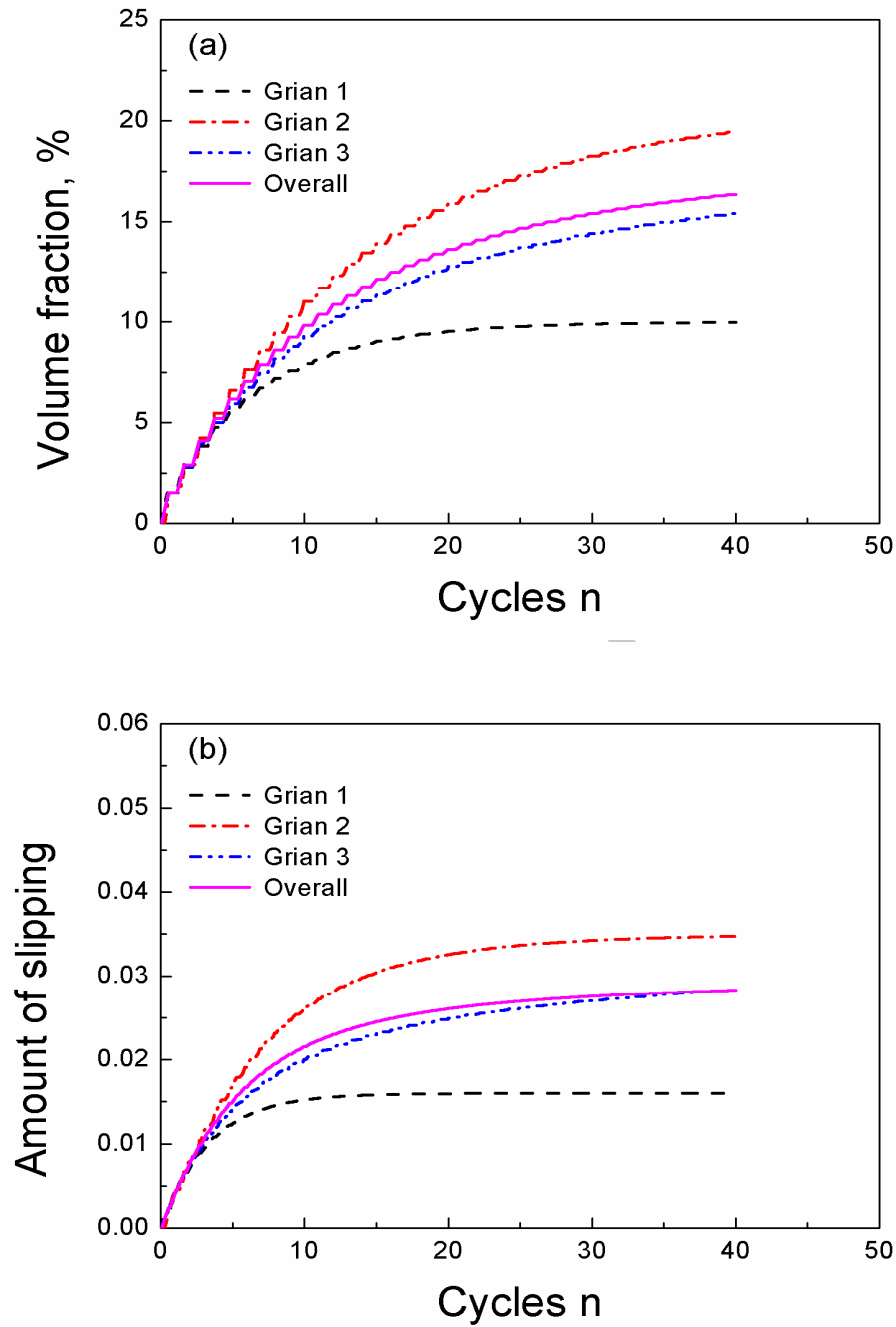 25
(a)
Grian 1
20
Grian 2
Grian 3
Overall
15
Volume fraction, %
10
5
0
0 10 20 30 40 50
Cycles n
0.06
(b)
Grian 1
0.05
Grian 2
Grian 3
Overall
0.04
Amount of slipping
0.03
0.02
0.01
0.00
0 10 20 30 40 50
Cycles n